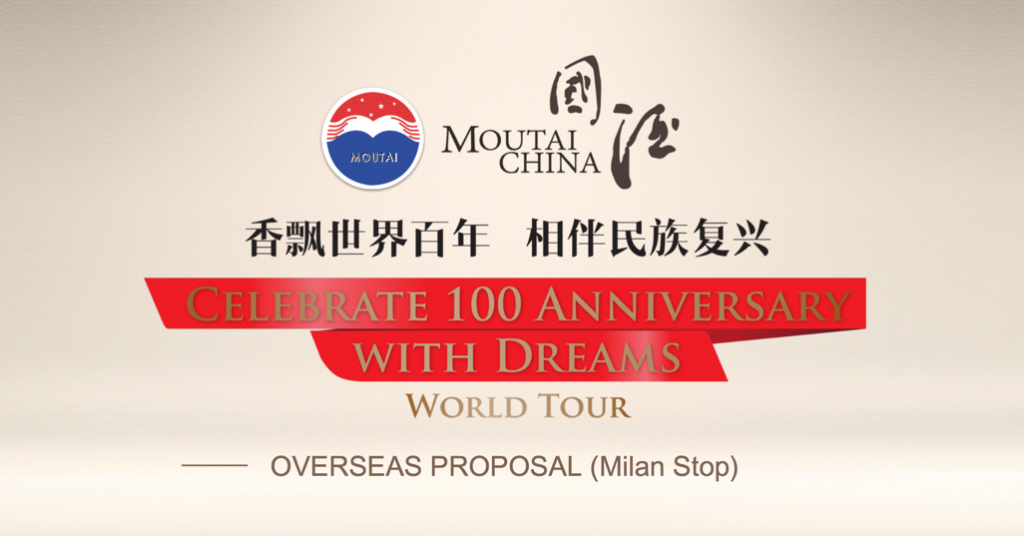 國酒
MOUTAI
MOUTAI
CHINA
香飘世界百年 相伴民族复兴
CELEBRATE 100 ANNIVERSARY
WITH DREAMS
WORLD TOUR
OVERSEAS PROPOSAL (Milan Stop)